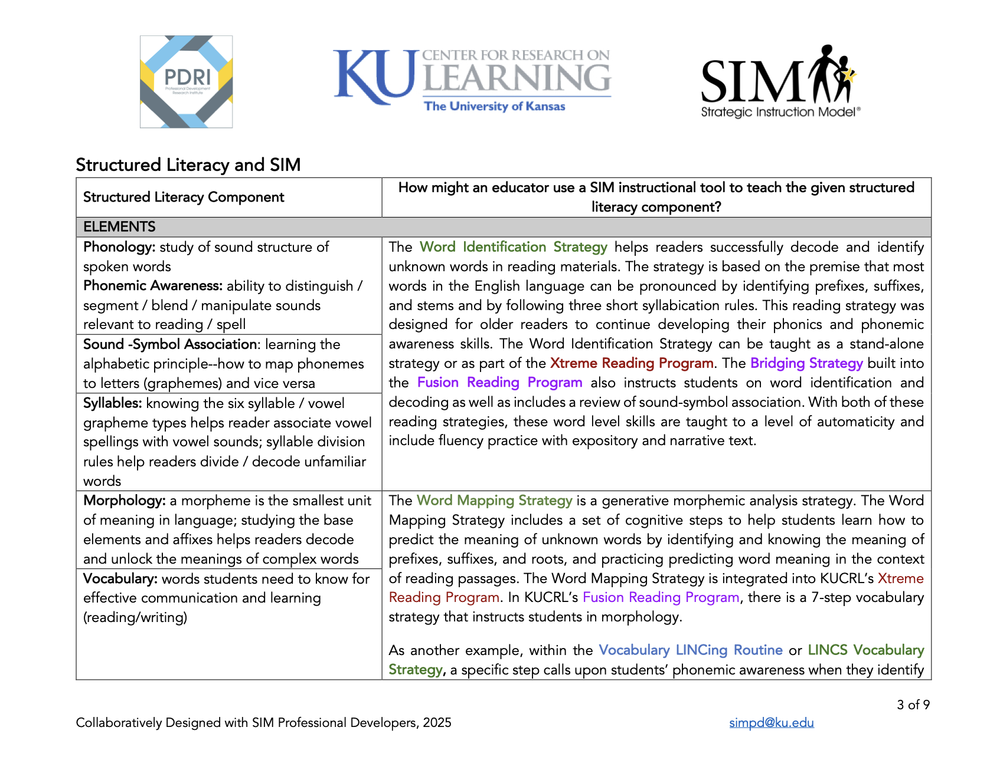 PDRI
Professional Development
Research Institute
KU CENTER FOR RESEARCH ON
LEARNING
The University of Kansas
SIM
Strategic Instruction Model®
Structured Literacy and SIM
Structured Literacy Component
How might an educator use a SIM instructional tool to teach the given structured
literacy component?
ELEMENTS
Phonology: study of sound structure of
spoken words
Phonemic Awareness: ability to distinguish /
segment / blend / manipulate sounds
relevant to reading / spell
Sound -Symbol Association: learning the
alphabetic principle--how to map phonemes
to letters (graphemes) and vice versa
Syllables: knowing the six syllable / vowel
grapheme types helps reader associate vowel
spellings with vowel sounds; syllable division
rules help readers divide / decode unfamiliar
words
The Word Identification Strategy helps readers successfully decode and identify
unknown words in reading materials. The strategy is based on the premise that most
words in the English language can be pronounced by identifying prefixes, suffixes,
and stems and by following three short syllabication rules. This reading strategy was
designed for older readers to continue developing their phonics and phonemic
awareness skills. The Word Identification Strategy can be taught as a stand-alone
strategy or as part of the Xtreme Reading Program. The Bridging Strategy built into
the Fusion Reading Program also instructs students on word identification and
decoding as well as includes a review of sound-symbol association. With both of these
reading strategies, these word level skills are taught to a level of automaticity and
include fluency practice with expository and narrative text.
Morphology: a morpheme is the smallest unit
of meaning in language; studying the base
elements and affixes helps readers decode
and unlock the meanings of complex words
Vocabulary: words students need to know for
effective communication and learning
(reading/writing)
The Word Mapping Strategy is a generative morphemic analysis strategy. The Word
Mapping Strategy includes a set of cognitive steps to help students learn how to
predict the meaning of unknown words by identifying and knowing the meaning of
prefixes, suffixes, and roots, and practicing predicting word meaning in the context
of reading passages. The Word Mapping Strategy is integrated into KUCRL’s Xtreme
Reading Program. In KUCRL’s Fusion Reading Program, there is a 7-step vocabulary
strategy that instructs students in morphology.
As another example, within the Vocabulary LINCing Routine or LINCS Vocabulary
Strategy, a specific step calls upon students’ phonemic awareness when they identify
3 of 9
Collaboratively Designed with SIM Professional Developers, 2025
simpd@ku.edu